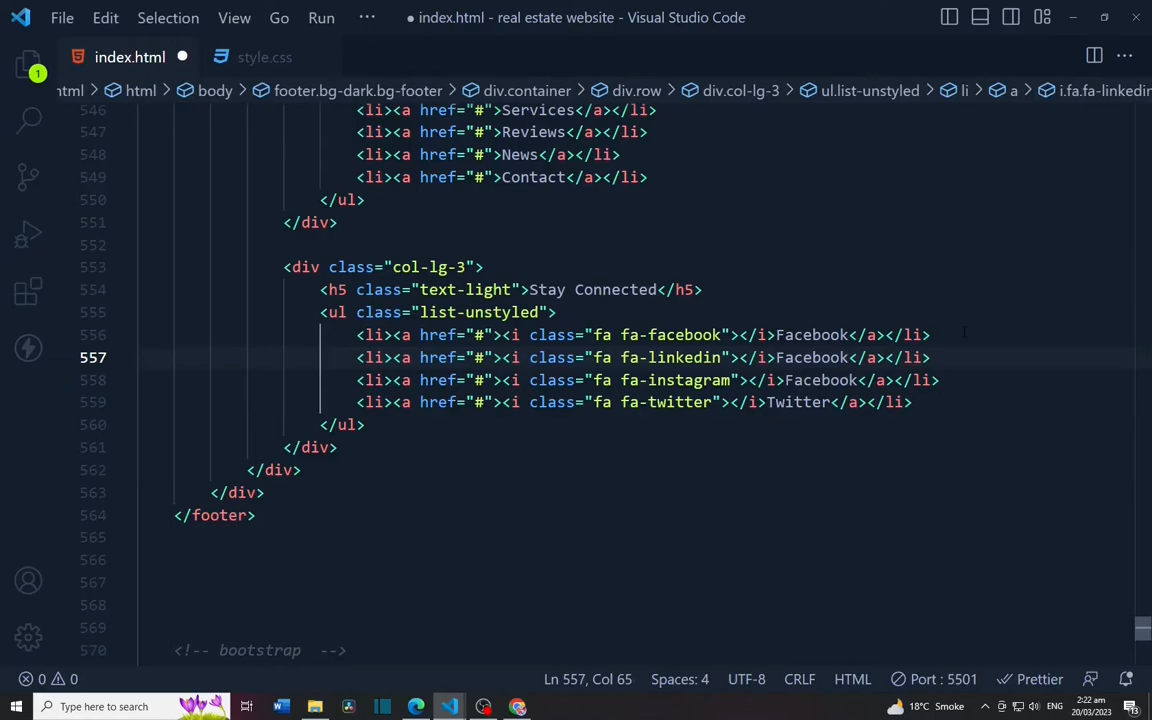 File Edit Selection View Go Run ··· ● index.html - real estate website - Visual Studio Code
index.html ● style.css
html > html > body > footer.bg-dark.bg-footer > div.container > div.row > div.col-lg-3 > ul.list-unstyled > li > a > i.fa.fa-linkedin
546 <li><a href="#">Services</a></li>
547 <li><a href="#">Reviews</a></li>
548 <li><a href="#">News</a></li>
549 <li><a href="#">Contact</a></li>
550 </ul>
551 </div>
552
553 <div class="col-lg-3">
554 <h5 class="text-light">Stay Connected</h5>
555 <ul class="list-unstyled">
556 <li><a href="#"><i class="fa fa-facebook"></i>Facebook</a></li>
557 <li><a href="#"><i class="fa fa-linkedin"></i>Facebook</a></li>
558 <li><a href="#"><i class="fa fa-instagram"></i>Facebook</a></li>
559 <li><a href="#"><i class="fa fa-twitter"></i>Twitter</a></li>
560 </ul>
561 </div>
562 </div>
563 </div>
564 </footer>
565
566
567
568
569
570 <!-- bootstrap -->
1
0 0 Ln 557, Col 65 Spaces: 4 UTF-8 CRLF HTML Port : 5501 Prettier
Type here to search 18°C Smoke ENG 2:22 am
20/03/2023 13